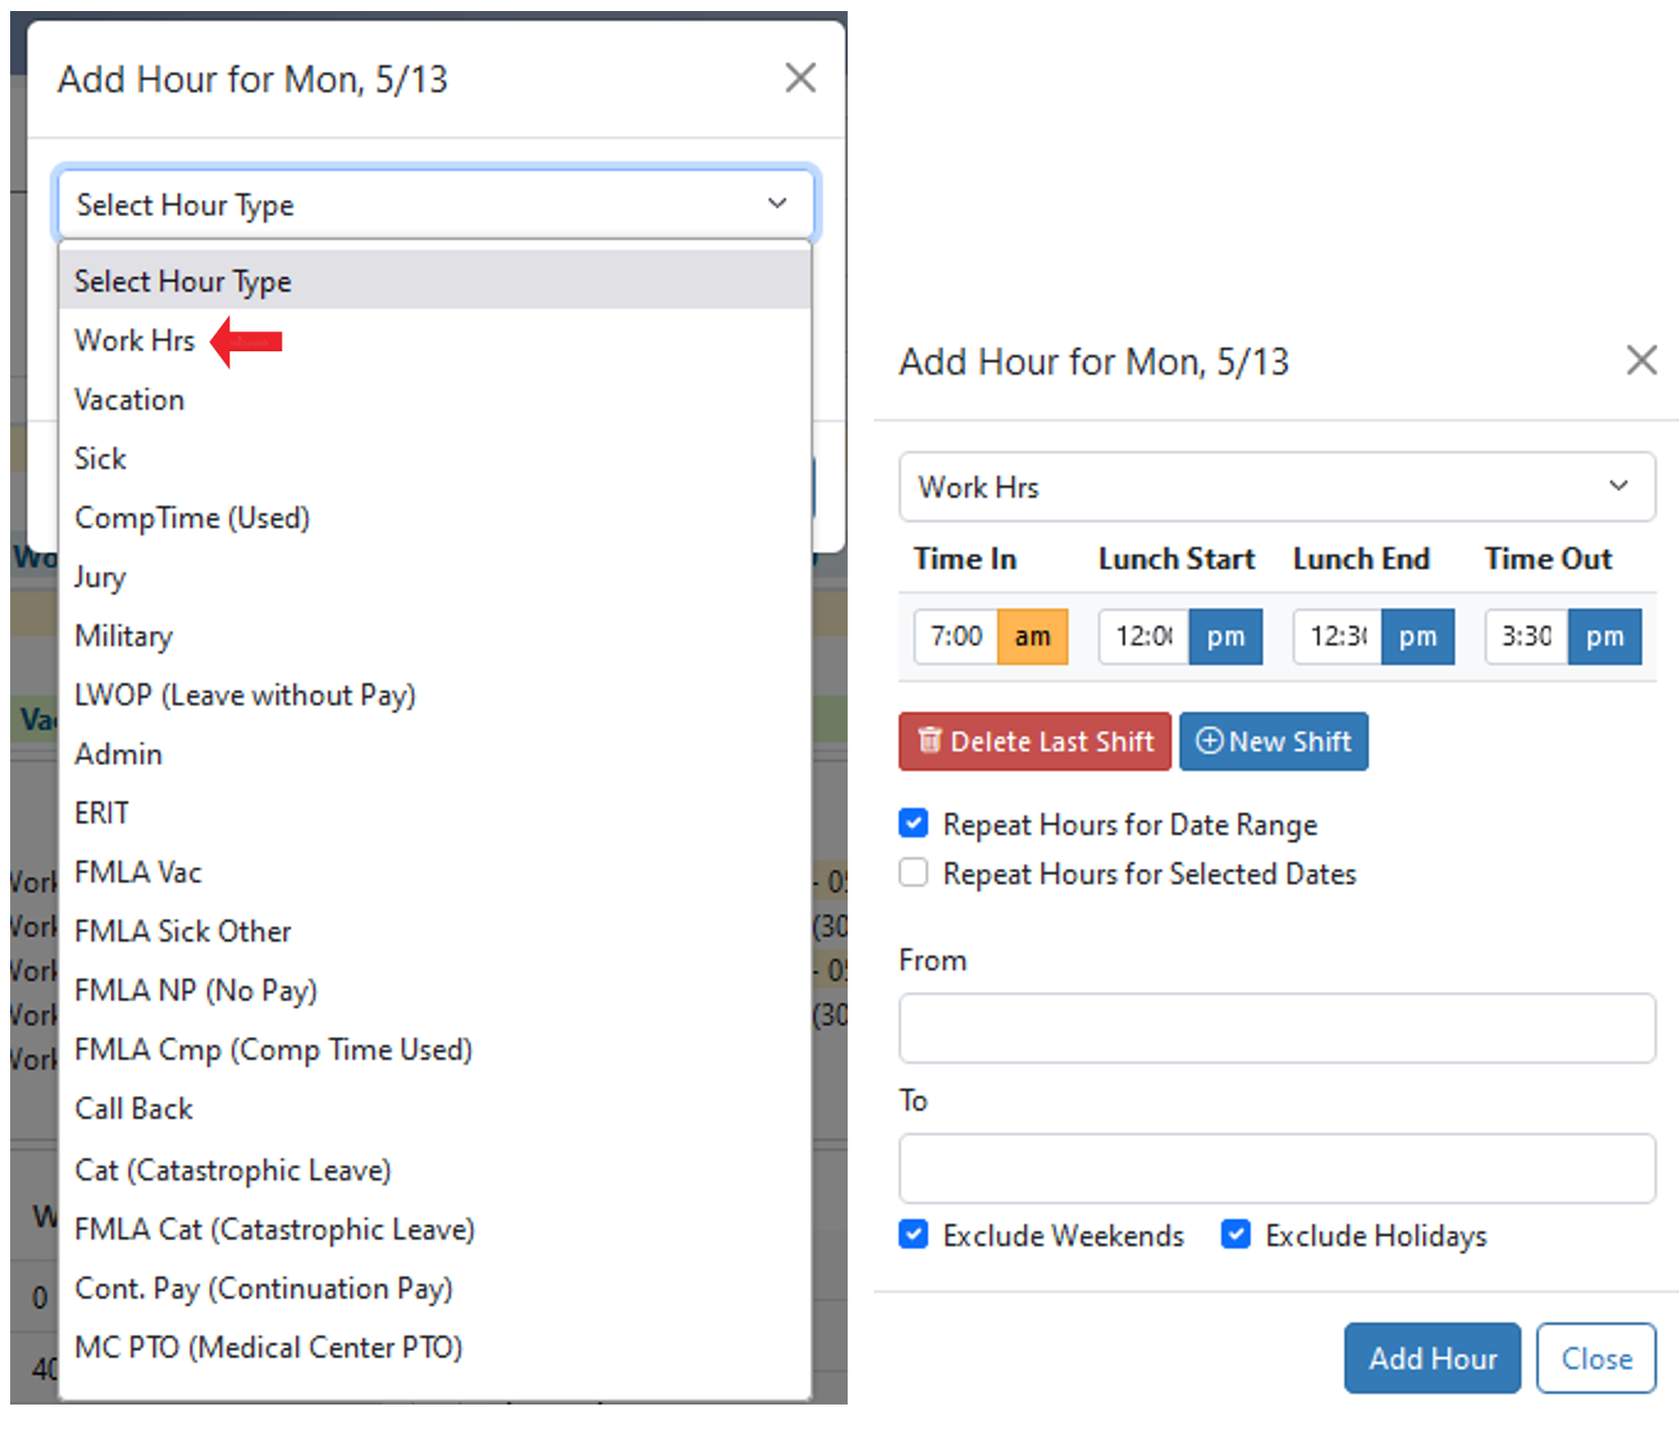 Add Hour for Mon, 5/13
Select Hour Type
Select Hour Type
Work Hrs
Vacation
Sick
CompTime (Used)
Jury
Military
LWOP (Leave without Pay)
Admin
ERIT
FMLA Vac
FMLA Sick Other
FMLA NP (No Pay)
FMLA Cmp (Comp Time Used)
Call Back
Cat (Catastrophic Leave)
FMLA Cat (Catastrophic Leave)
Cont. Pay (Continuation Pay)
MC PTO (Medical Center PTO)
0
40
Add Hour for Mon, 5/13
Work Hrs
Time In Lunch Start Lunch End Time Out
7:00 am 12:00 pm 12:30 pm 3:30 pm
Delete Last Shift New Shift
Repeat Hours for Date Range
Repeat Hours for Selected Dates
From
To
Exclude Weekends Exclude Holidays
Add Hour Close